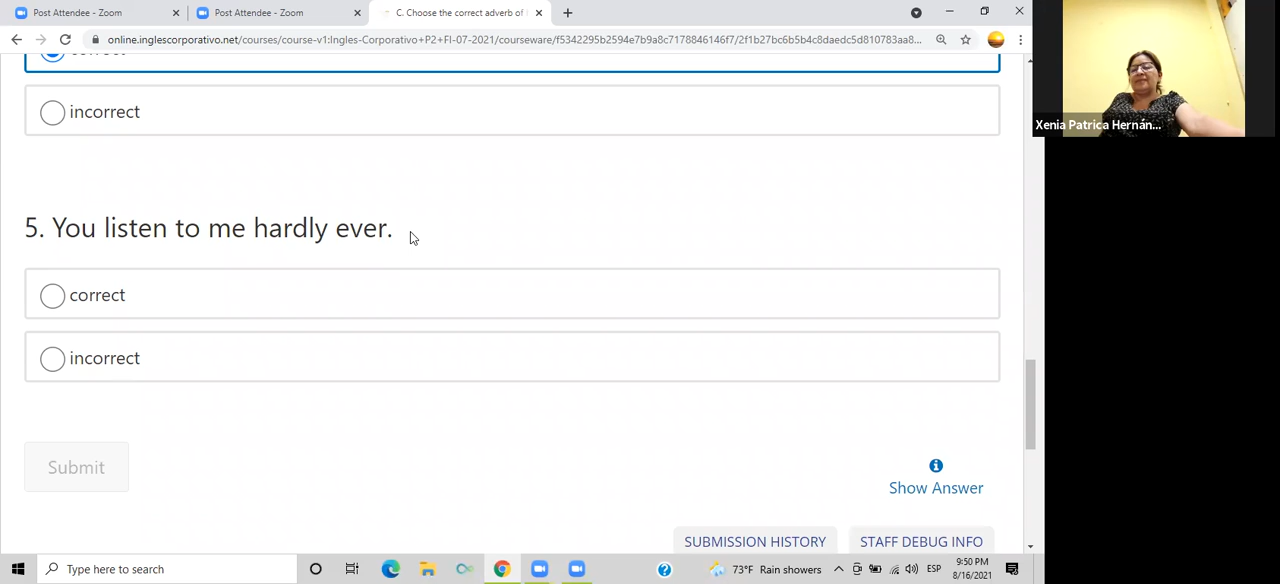 Post Attendee - Zoom
Post Attendee - Zoom
C. Choose the correct adverb of
online.inglescorporativo.net/courses/course-v1:Ingles-Corporativo+P2+FI-07-2021/courseware/f5342295b2594e7b9a8c7178846146f7/2f1b27bc6b5b4c8daedc5d810783aa8...
Xenia Patrica Hernán...
incorrect
5. You listen to me hardly ever.
correct
incorrect
Submit
Show Answer
SUBMISSION HISTORY
STAFF DEBUG INFO
Type here to search
73°F Rain showers
ESP
9:50 PM
8/16/2021